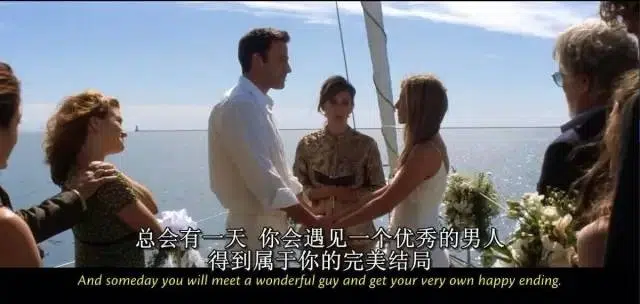 总会有一天 你会遇见一个优秀的男人
得到属于你的完美结局
And someday you will meet a wonderful guy and get your very own happy ending.